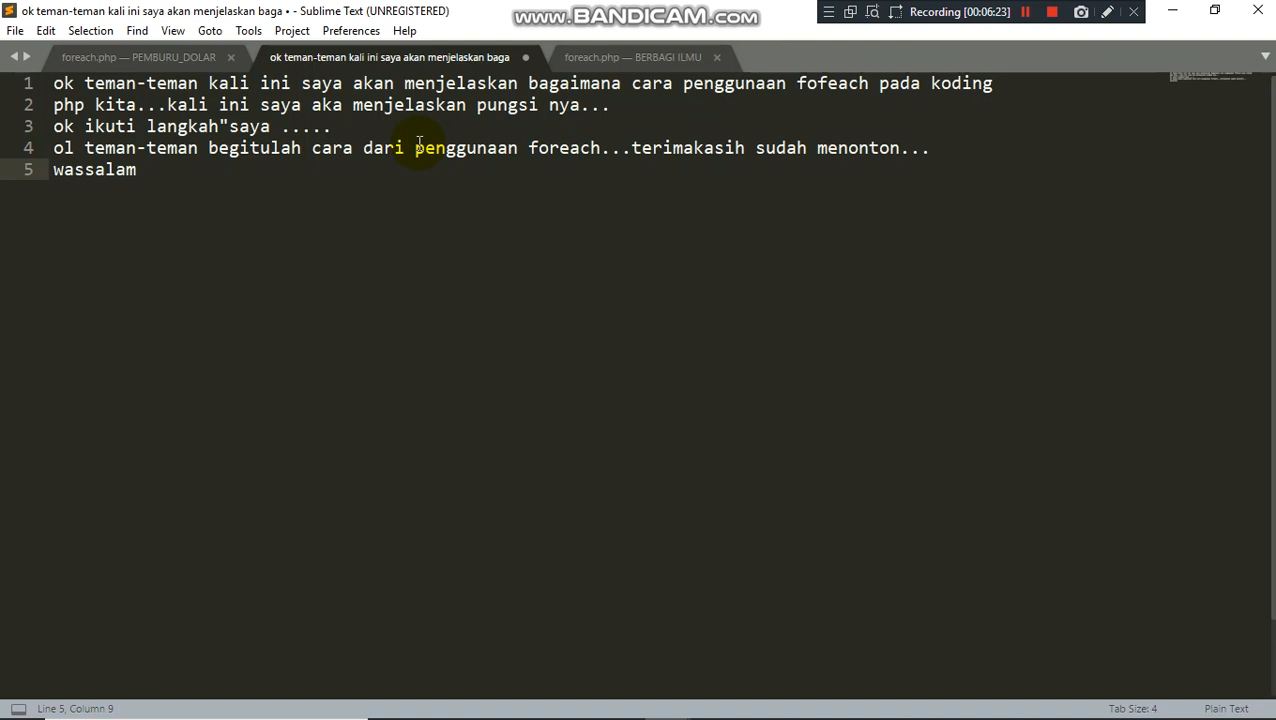 ok teman-teman kali ini saya akan menjelaskan baga • - Sublime Text (UNREGISTERED)
www.BANDICAM.com
Recording [00:06:23]
File Edit Selection Find View Goto Tools Project Preferences Help
foreach.php — PEMBURU_DOLAR
ok teman-teman kali ini saya akan menjelaskan baga
foreach.php — BERBAGI ILMU
1 ok teman-teman kali ini saya akan menjelaskan bagaimana cara penggunaan fofeach pada koding
2 php kita...kali ini saya aka menjelaskan pungsi nya...
3 ok ikuti langkah"saya .....
4 ol teman-teman begitulah cara dari penggunaan foreach...terimakasih sudah menonton...
5 wassalam
Line 5, Column 9
Tab Size: 4
Plain Text